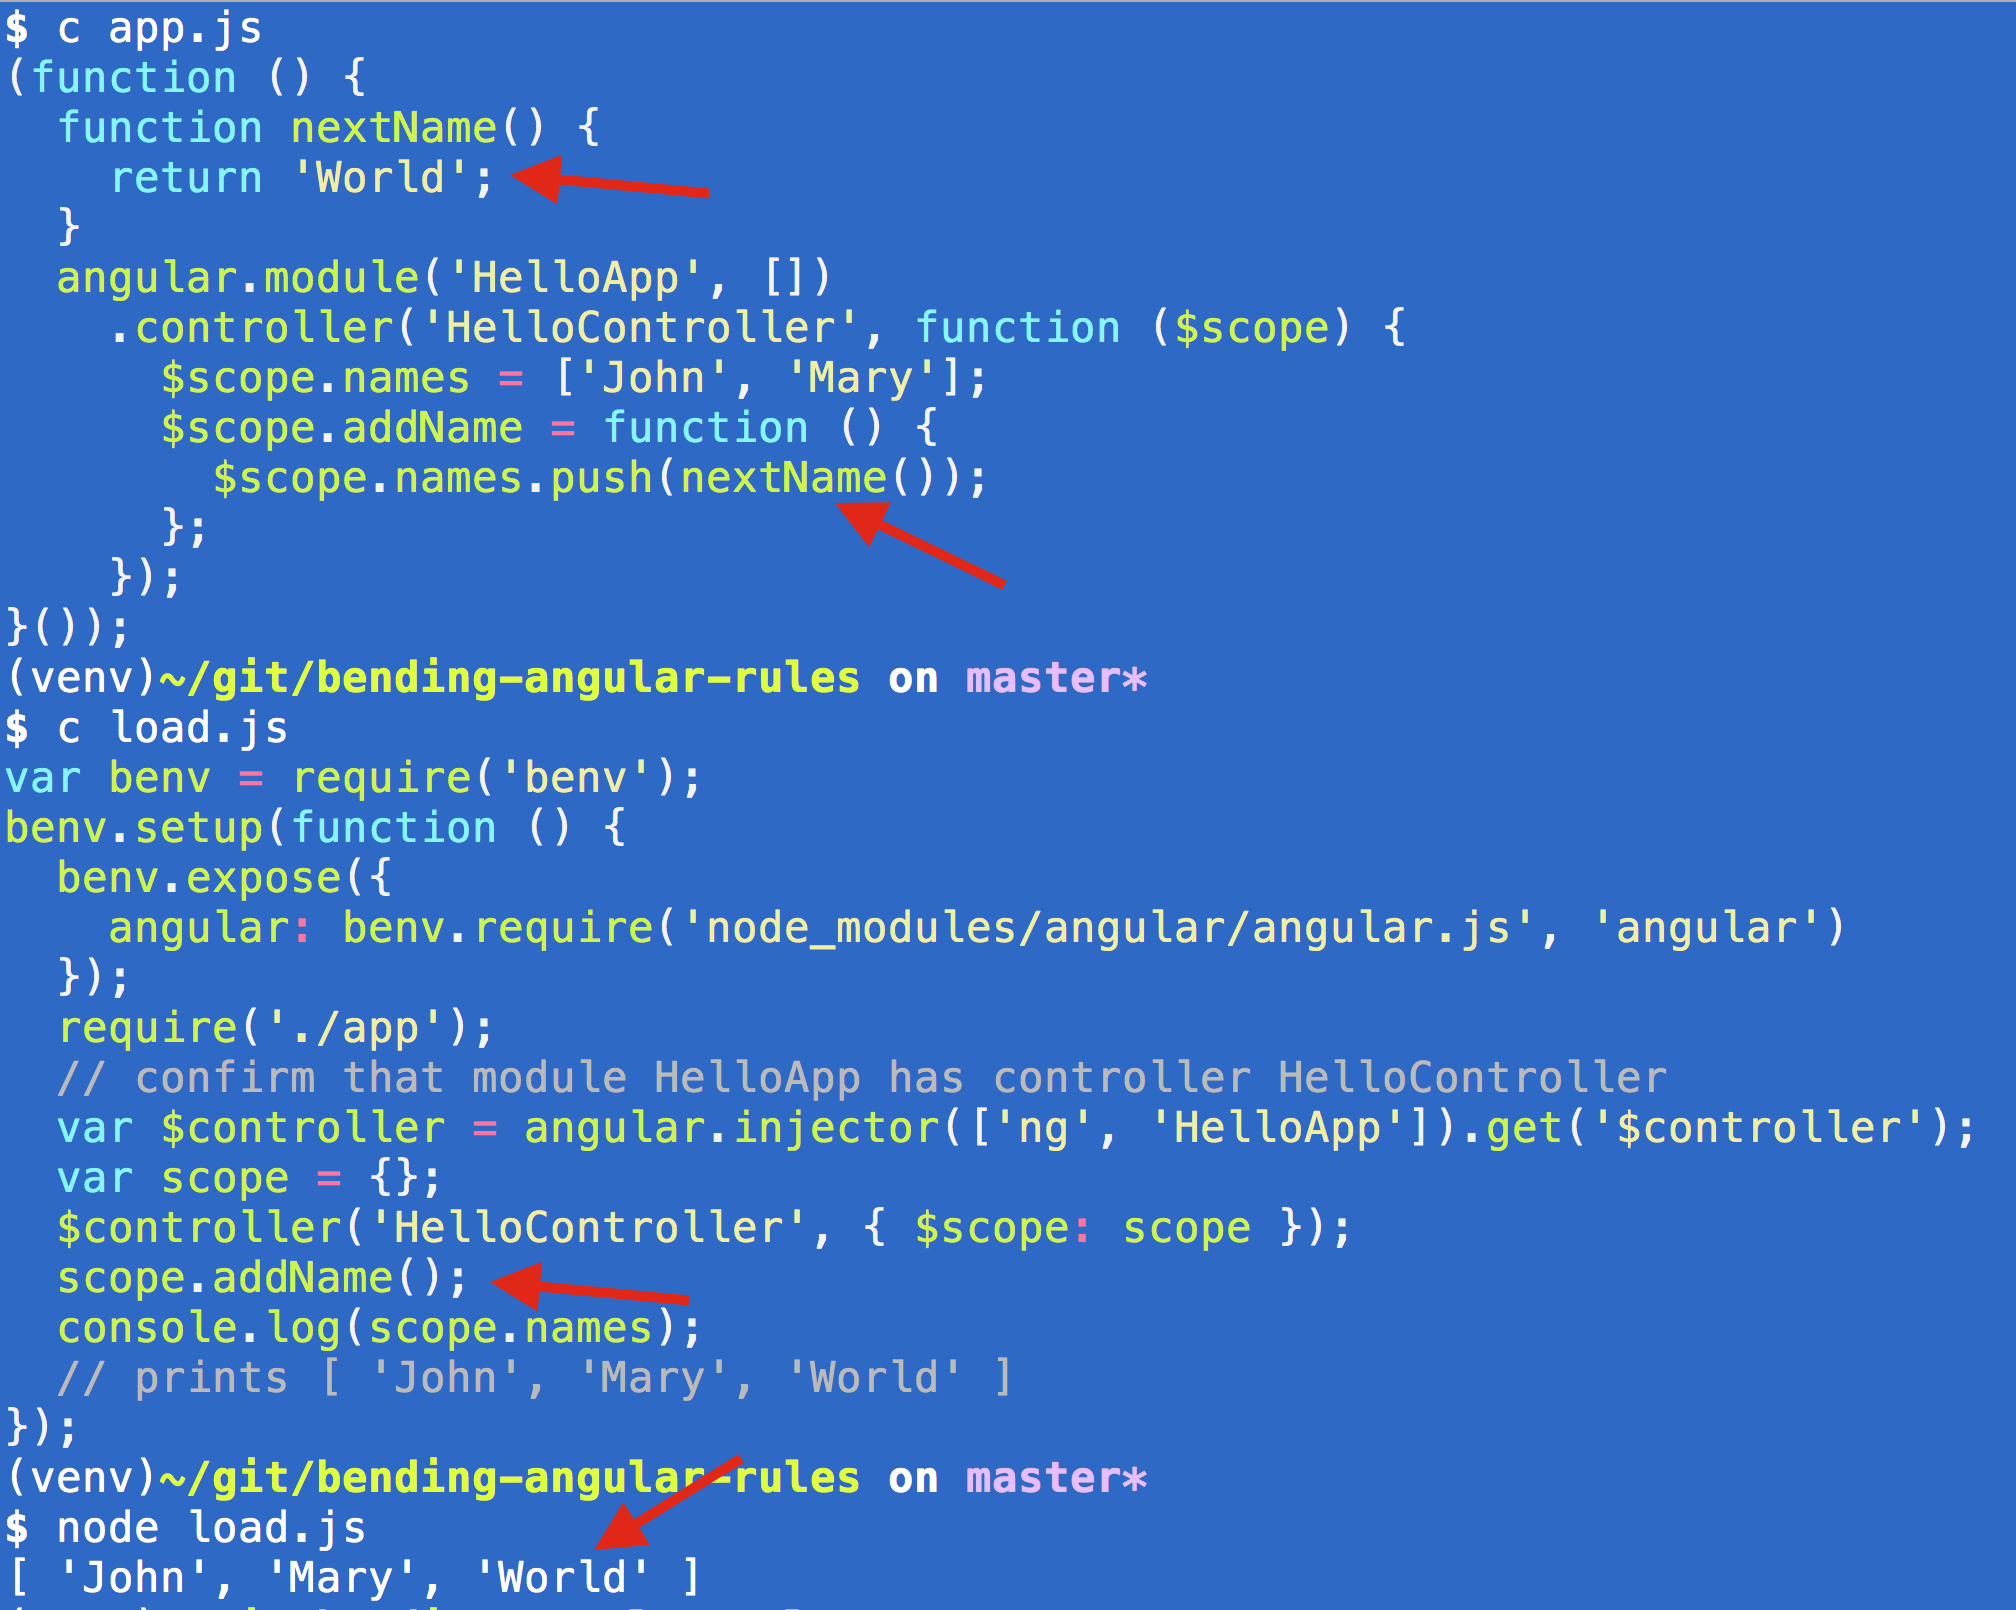 $ c app.js
(function () {
  function nextName() {
    return 'World';
  }
  angular.module('HelloApp', [])
    .controller('HelloController', function ($scope) {
      $scope.names = ['John', 'Mary'];
      $scope.addName = function () {
        $scope.names.push(nextName());
      };
    });
}());
(venv)~/git/bending-angular-rules on master*
$ c load.js
var benv = require('benv');
benv.setup(function () {
  benv.expose({
    angular: benv.require('node_modules/angular/angular.js', 'angular')
  });
  require('./app');
  // confirm that module HelloApp has controller HelloController
  var $controller = angular.injector(['ng', 'HelloApp']).get('$controller');
  var scope = {};
  $controller('HelloController', { $scope: scope });
  scope.addName();
  console.log(scope.names);
  // prints [ 'John', 'Mary', 'World' ]
});
(venv)~/git/bending-angular-rules on master*
$ node load.js
[ 'John', 'Mary', 'World' ]